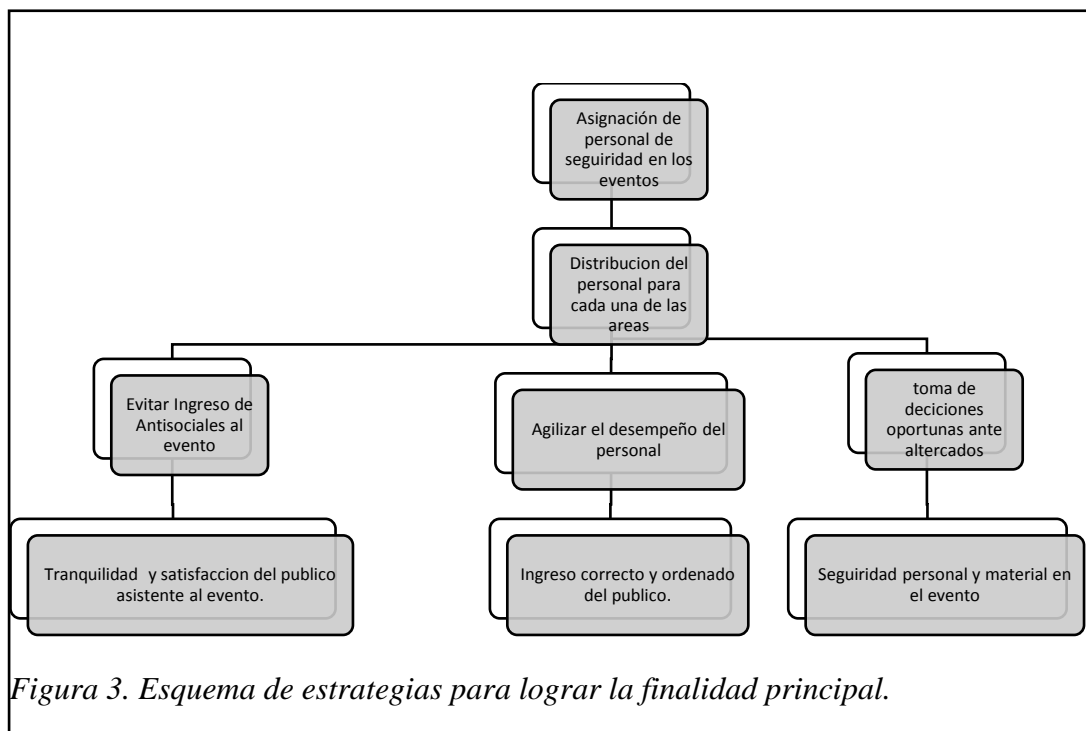 Asignación de
personal de
seguiridad en los
eventos
Distribucion del
personal para
cada una de las
areas
Evitar Ingreso de
Antisociales al
evento
Agilizar el desempeño del
personal
toma de
deciciones
oportunas ante
altercados
Tranquilidad y satisfaccion del publico
asistente al evento.
Ingreso correcto y ordenado
del publico.
Seguiridad personal y material en
el evento
Figura 3. Esquema de estrategias para lograr la finalidad principal.